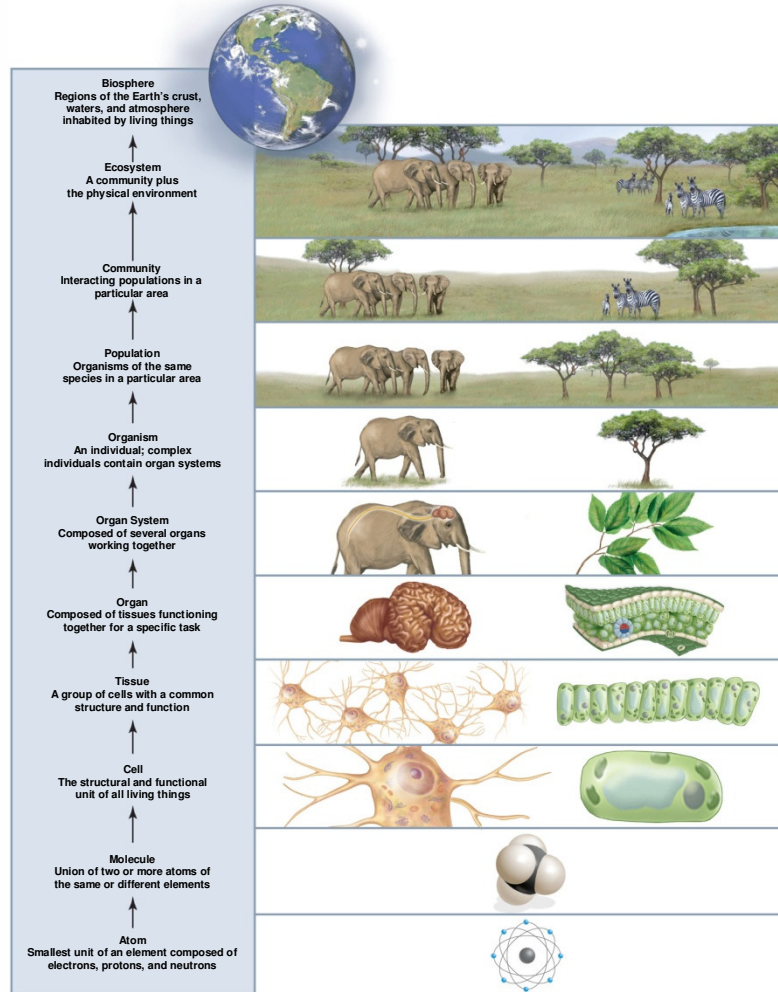 Biosphere
Regions of the Earth's crust,
waters, and atmosphere
inhabited by living things
Ecosystem
A community plus
the physical environment
Community
Interacting populations in a
particular area
Population
Organisms of the same
species in a particular area
Organism
An individual; complex
individuals contain organ systems
Organ System
Composed of several organs
working together
Organ
Composed of tissues functioning
together for a specific task
Tissue
A group of cells with a common
structure and function
Cell
The structural and functional
unit of all living things
Molecule
Union of two or more atoms of
the same or different elements
Atom
Smallest unit of an element composed of
electrons, protons, and neutrons